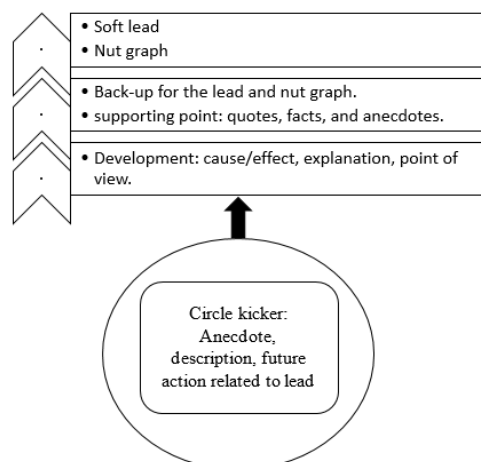 • Soft lead
• Nut graph
• Back-up for the lead and nut graph.
• supporting point: quotes, facts, and anecdotes.
• Development: cause/effect, explanation, point of
view.
Circle kicker:
Anecdote,
description, future
action related to lead